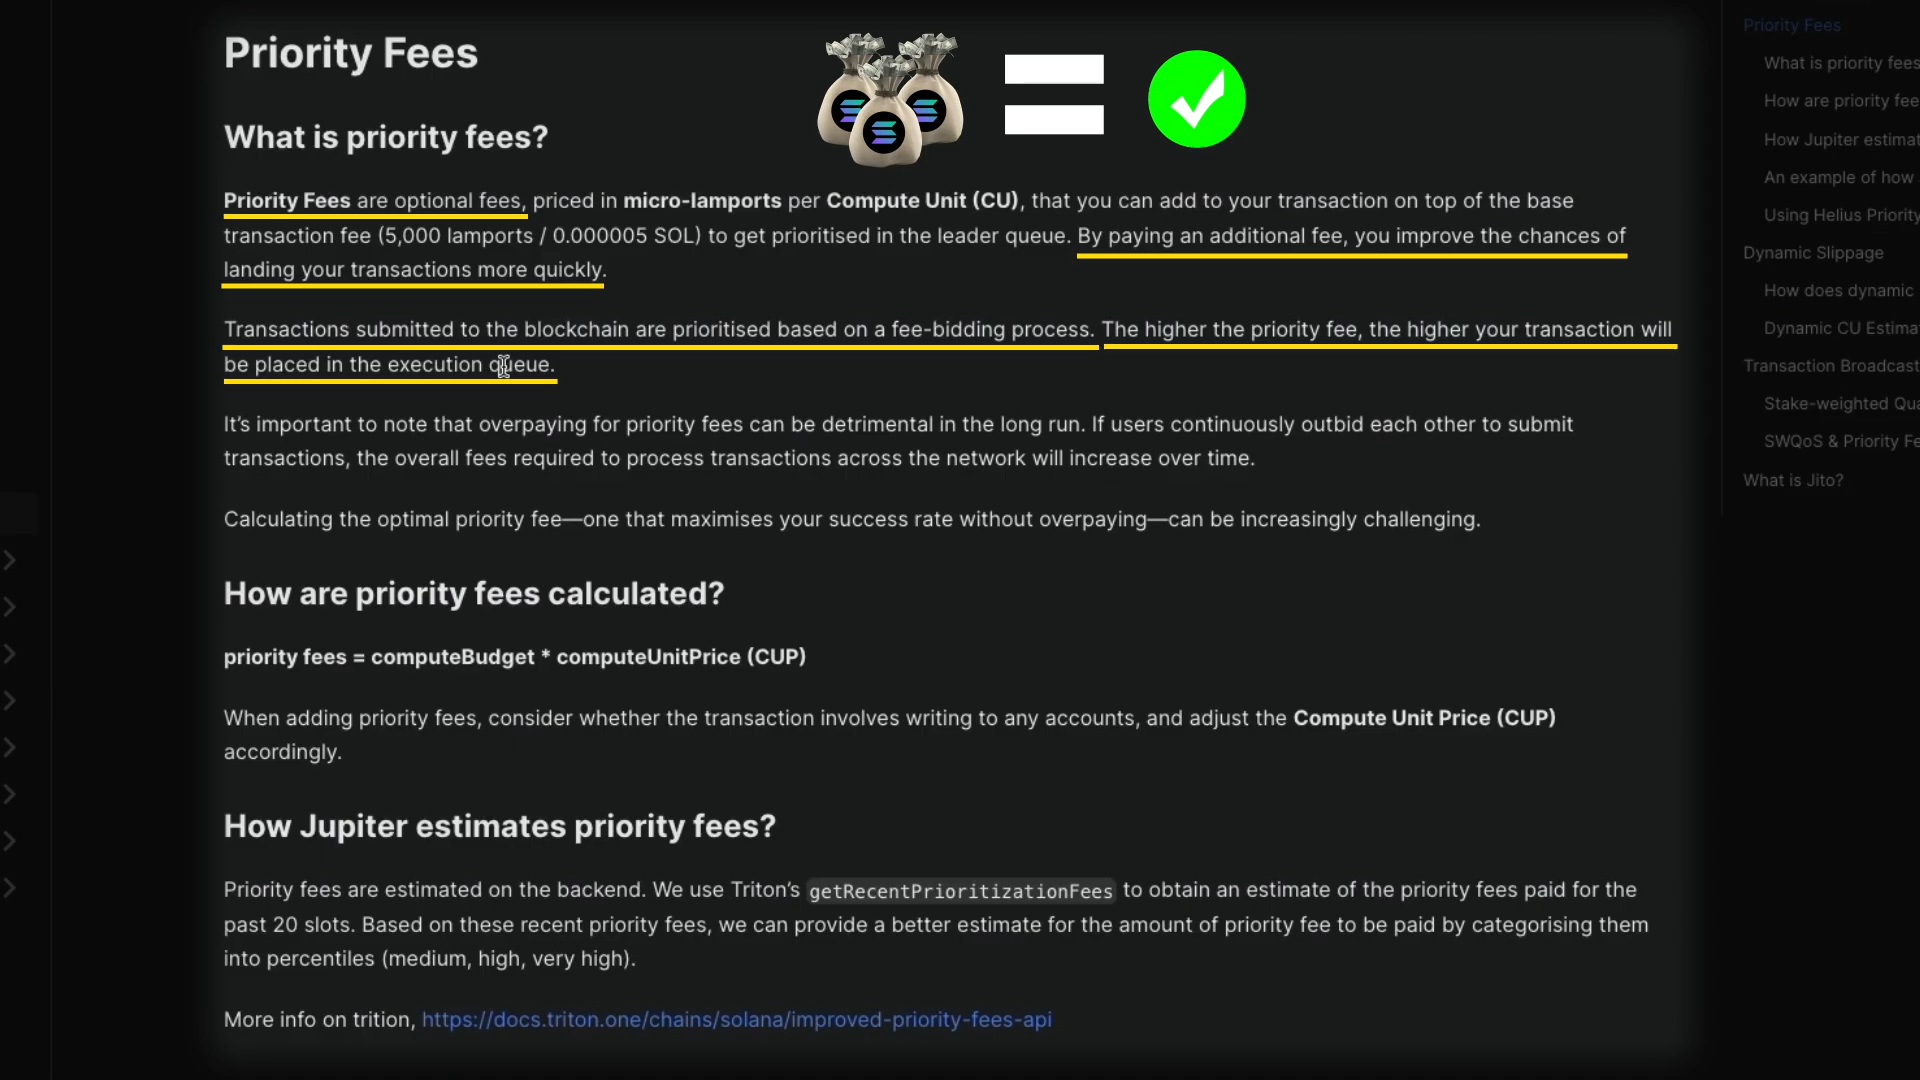 Priority Fees
What is priority fees?
Priority Fees are optional fees, priced in micro-lamports per Compute Unit (CU), that you can add to your transaction on top of the base
transaction fee (5,000 lamports / 0.000005 SOL) to get prioritised in the leader queue. By paying an additional fee, you improve the chances of
landing your transactions more quickly.
Transactions submitted to the blockchain are prioritised based on a fee-bidding process. The higher the priority fee, the higher your transaction will
be placed in the execution queue.
It’s important to note that overpaying for priority fees can be detrimental in the long run. If users continuously outbid each other to submit
transactions, the overall fees required to process transactions across the network will increase over time.
Calculating the optimal priority fee—one that maximises your success rate without overpaying—can be increasingly challenging.
How are priority fees calculated?
priority fees = computeBudget * computeUnitPrice (CUP)
When adding priority fees, consider whether the transaction involves writing to any accounts, and adjust the Compute Unit Price (CUP)
accordingly.
How Jupiter estimates priority fees?
Priority fees are estimated on the backend. We use Triton’s getRecentPrioritizationFees to obtain an estimate of the priority fees paid for the
past 20 slots. Based on these recent priority fees, we can provide a better estimate for the amount of priority fee to be paid by categorising them
into percentiles (medium, high, very high).
More info on trition, https://docs.triton.one/chains/solana/improved-priority-fees-api
Priority Fees
What is priority fees
How are priority fee
How Jupiter estimat
An example of how
Using Helius Priority
Dynamic Slippage
How does dynamic
Dynamic CU Estima
Transaction Broadcast
Stake-weighted Qua
SWQoS & Priority Fe
What is Jito?